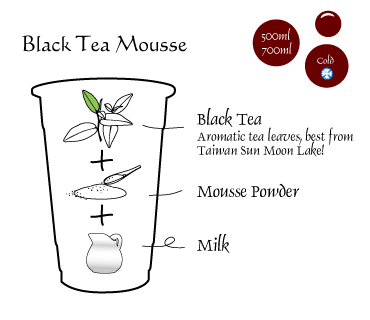 Black Tea Mousse
500ml
700ml
Cold
Black Tea
Aromatic tea leaves, best from
Taiwan Sun Moon Lake!
+
Mousse Powder
+
Milk